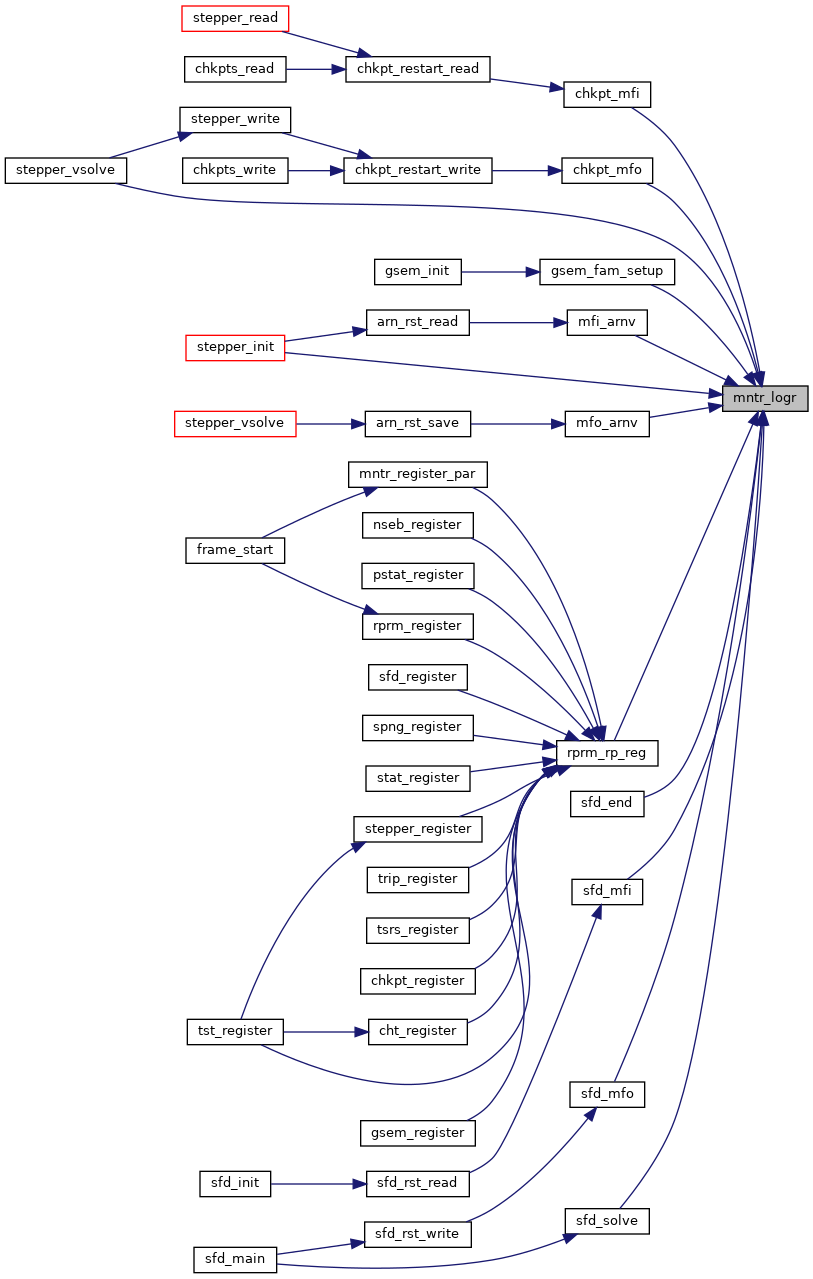 stepper_read
chkpts_read
chkpt_restart_read
chkpt_mfi
stepper_write
stepper_vsolve
chkpts_write
chkpt_restart_write
chkpt_mfo
gsem_init
gsem_fam_setup
arn_rst_read
mfi_arnv
stepper_init
mntr_logr
stepper_vsolve
arn_rst_save
mfo_arnv
mntr_register_par
nseb_register
frame_start
pstat_register
rprm_register
sfd_register
spng_register
rprm_rp_reg
stat_register
sfd_end
stepper_register
trip_register
sfd_mfi
tsrs_register
chkpt_register
tst_register
cht_register
sfd_mfo
gsem_register
sfd_init
sfd_rst_read
sfd_solve
sfd_rst_write
sfd_main